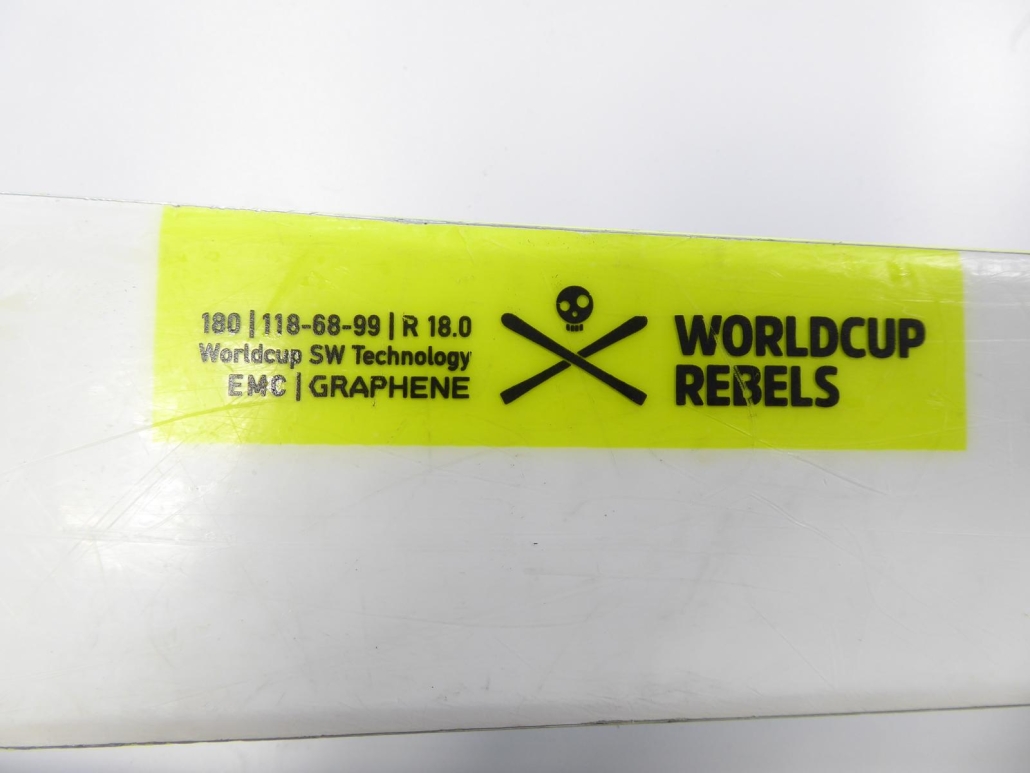 180 | 118-68-99 | R 18.0
Worldcup SW Technology
EMC | GRAPHENE
WORLDCUP
REBELS